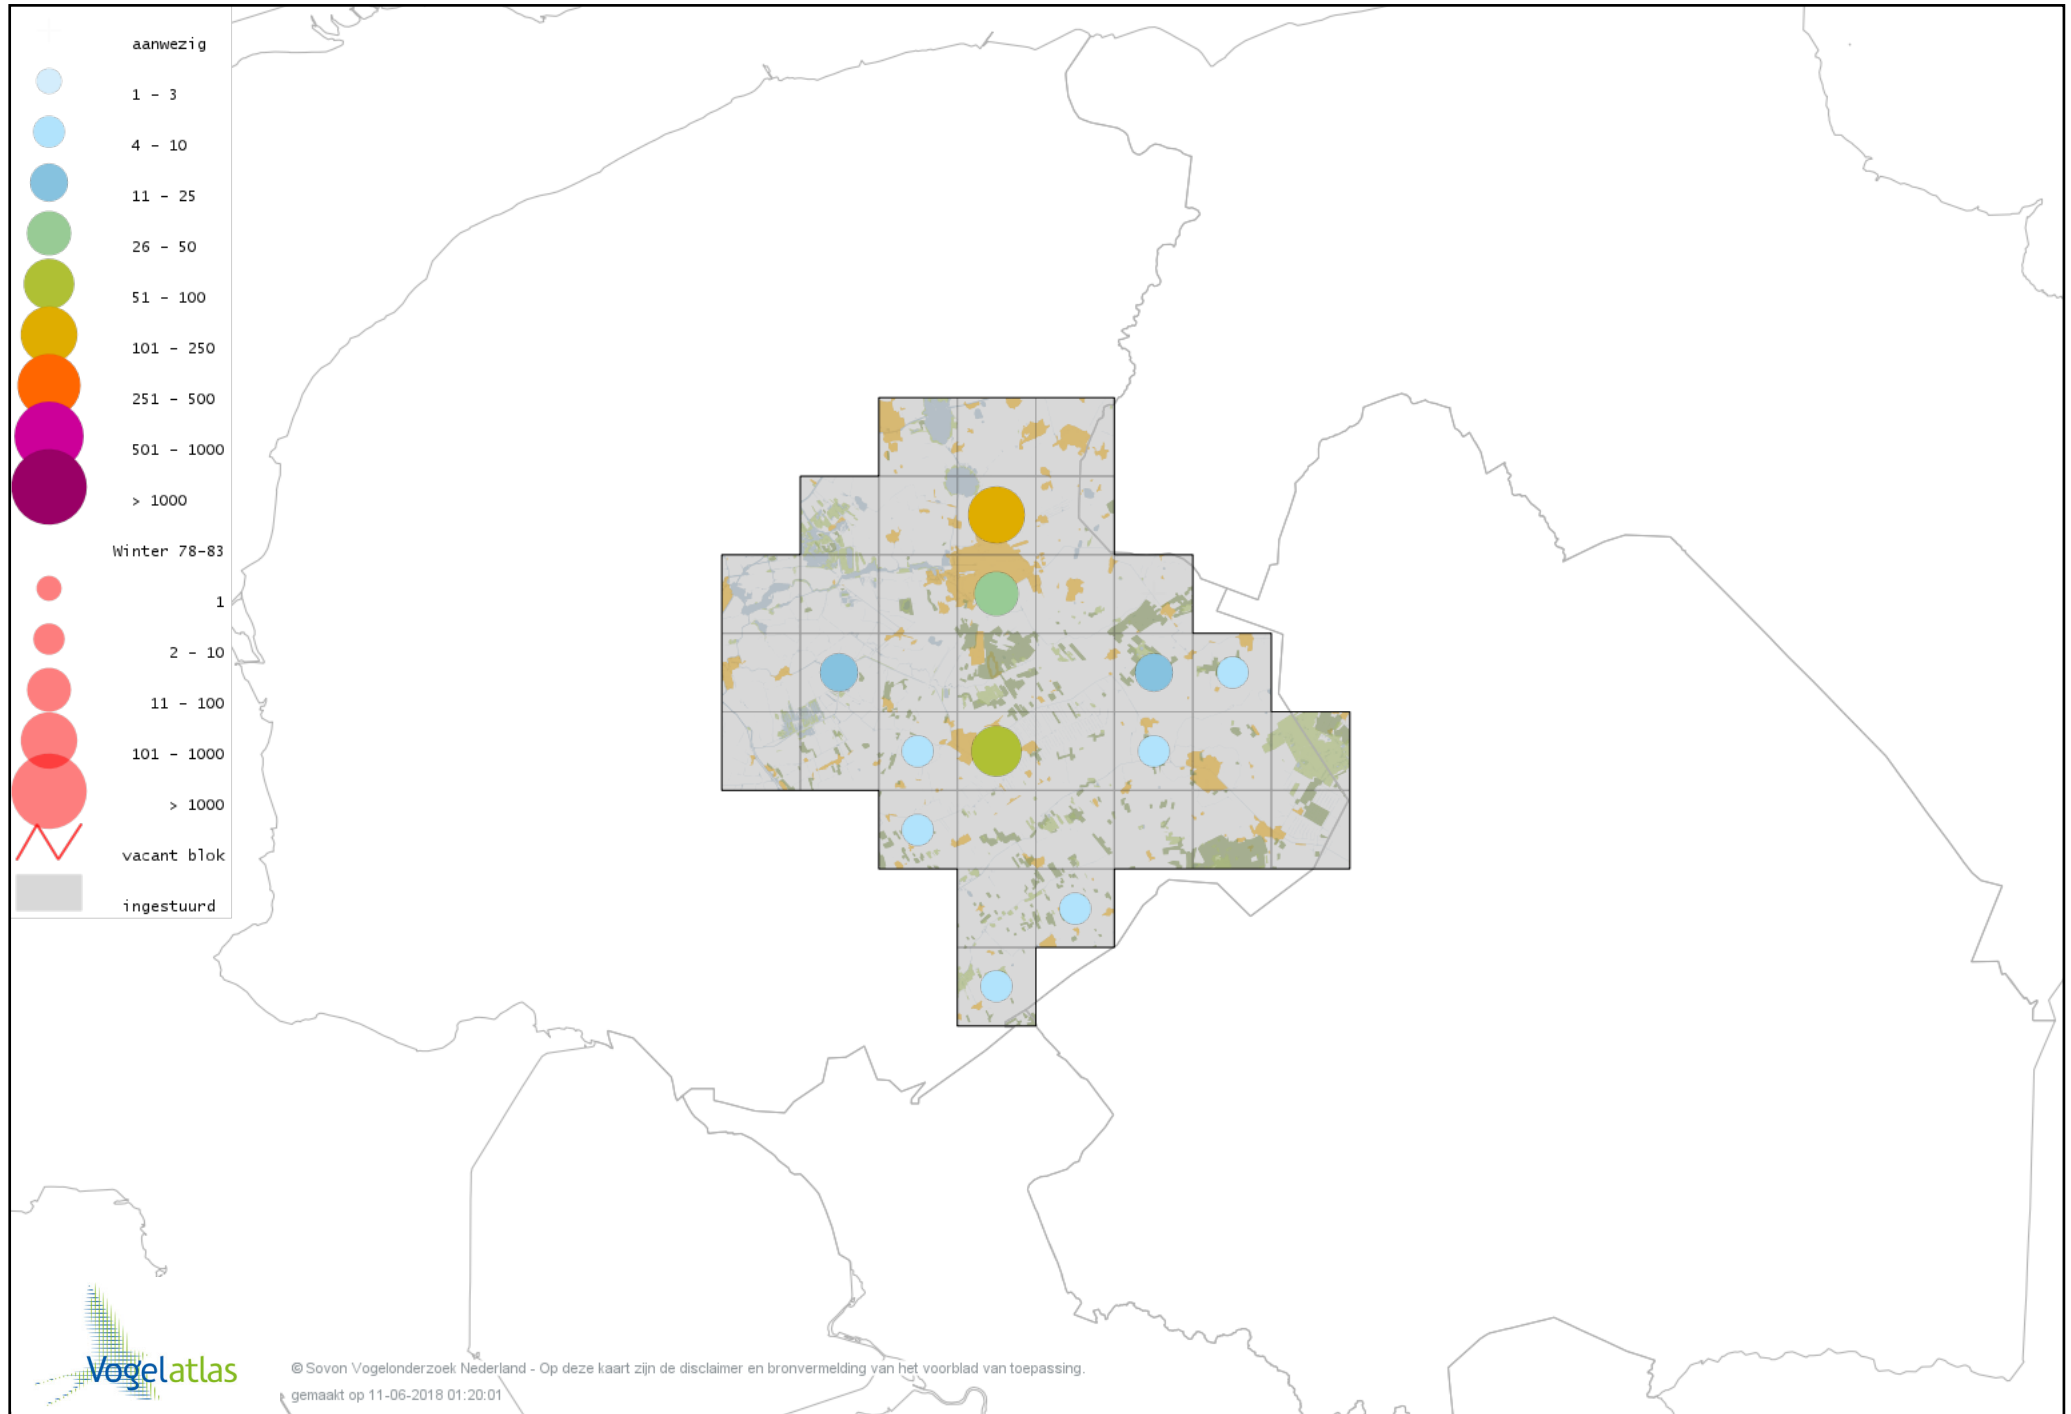 aanwezig
1 - 3
4 - 10
11 - 25
26 - 50
51 - 100
101 - 250
251 - 500
501 - 1000
> 1000
Winter 78-83
1
2 - 10
11 - 100
101 - 1000
> 1000
vacant blok
ingestuurd
Vogelatlas
© Sovon Vogelonderzoek Nederland - Op deze kaart zijn de disclaimer en bronvermelding van het voorblad van toepassing.
gemaakt op 11-06-2018 01:20:01